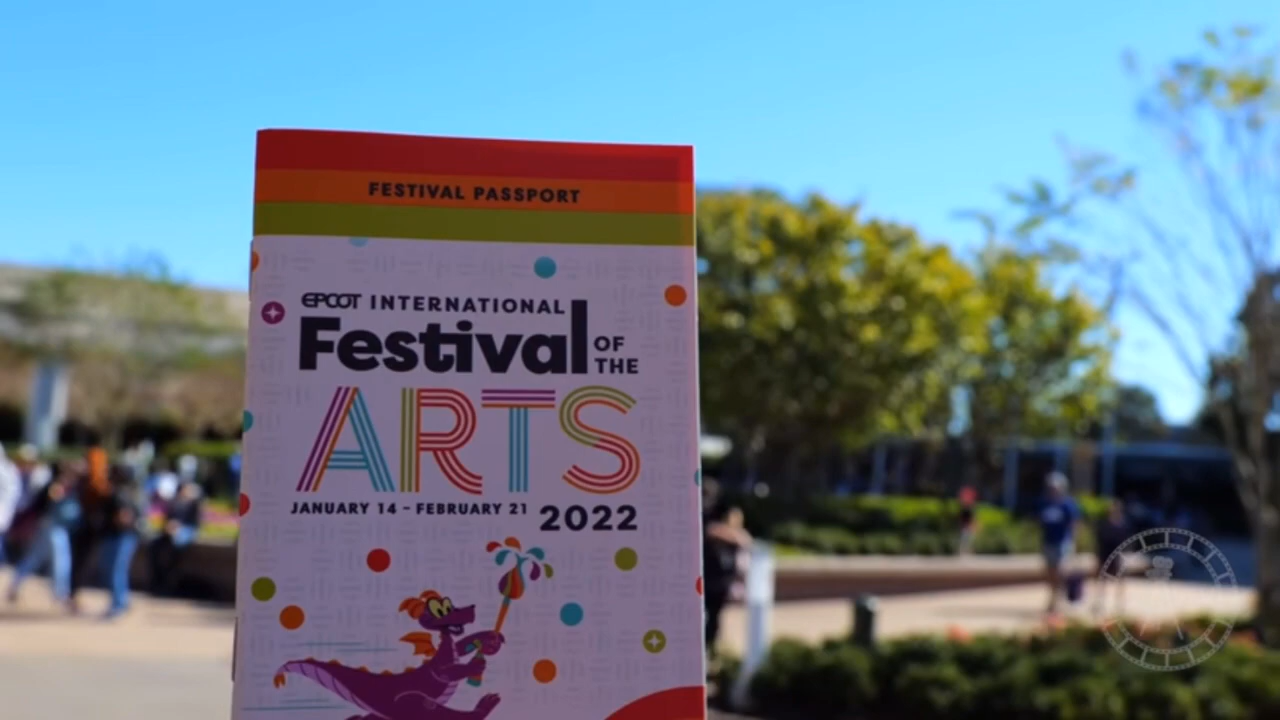 FESTIVAL PASSPORT
EPCOT INTERNATIONAL
Festival OF THE
ARTS
JANUARY 14 - FEBRUARY 21 2022